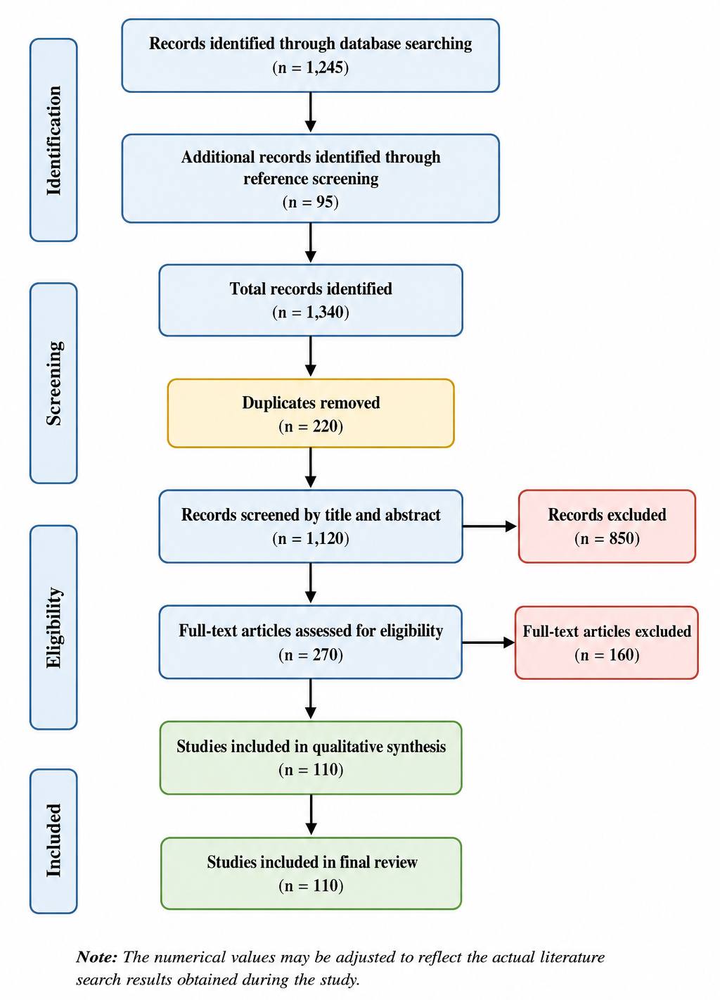 Identification
Records identified through database searching
(n = 1,245)
Additional records identified through
reference screening
(n = 95)
Screening
Total records identified
(n = 1,340)
Duplicates removed
(n = 220)
Eligibility
Records screened by title and abstract
(n = 1,120)
Records excluded
(n = 850)
Full-text articles assessed for eligibility
(n = 270)
Full-text articles excluded
(n = 160)
Included
Studies included in qualitative synthesis
(n = 110)
Studies included in final review
(n = 110)
Note: The numerical values may be adjusted to reflect the actual literature
search results obtained during the study.